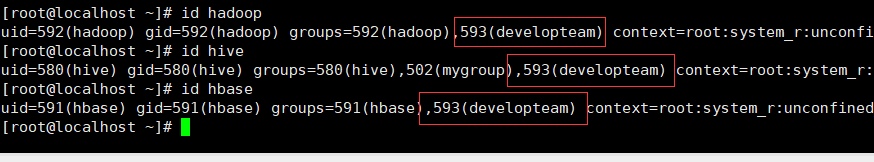 [root@localhost ~]# id hadoop
uid=592(hadoop) gid=592(hadoop) groups=592(hadoop),593(developteam) context=root:system_r:unconfi
[root@localhost ~]# id hive
uid=580(hive) gid=580(hive) groups=580(hive),502(mygroup),593(developteam) context=root:system_r:
[root@localhost ~]# id hbase
uid=591(hbase) gid=591(hbase) groups=591(hbase),593(developteam) context=root:system_r:unconfined
[root@localhost ~]#